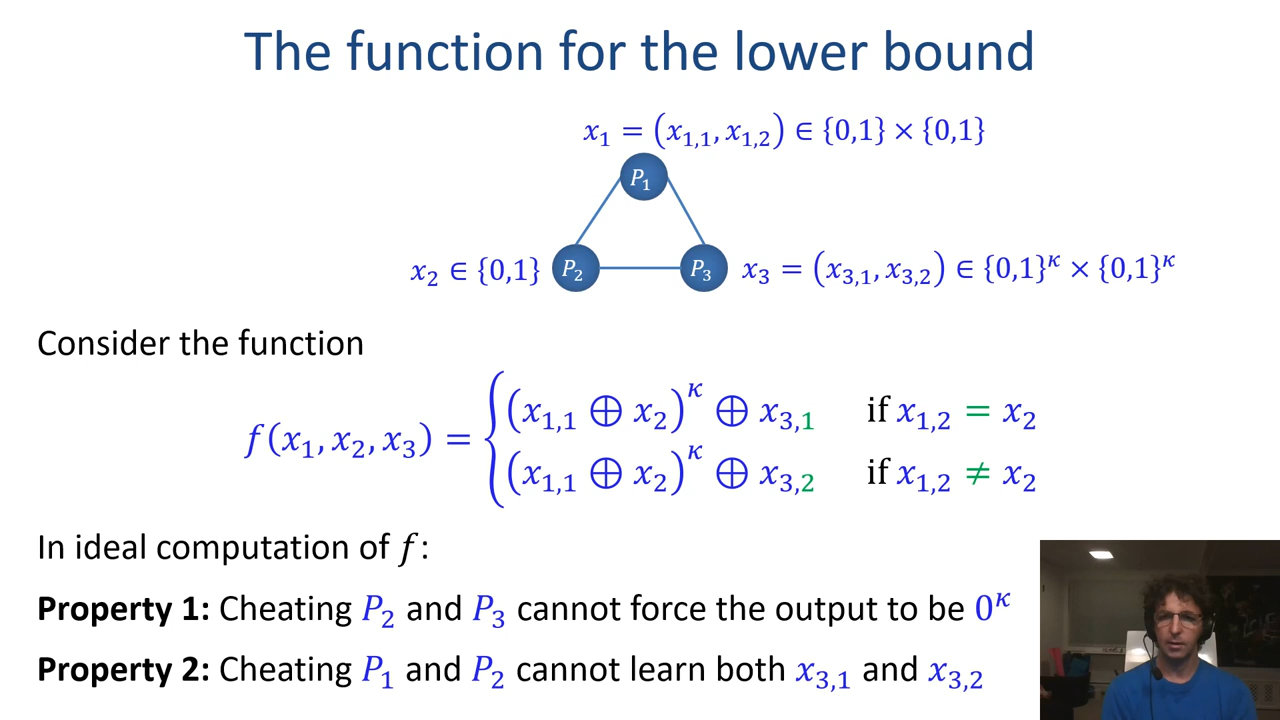 The function for the lower bound
x₁ = (x₁,₁, x₁,₂) ∈ {0,1} × {0,1}
P₁
x₂ ∈ {0,1} P₂ P₃ x₃ = (x₃,₁, x₃,₂) ∈ {0,1}^κ × {0,1}^κ
Consider the function
f(x₁, x₂, x₃) = { (x₁,₁ ⊕ x₂)^κ ⊕ x₃,₁ if x₁,₂ = x₂
(x₁,₁ ⊕ x₂)^κ ⊕ x₃,₂ if x₁,₂ ≠ x₂
In ideal computation of f:
Property 1: Cheating P₂ and P₃ cannot force the output to be 0^κ
Property 2: Cheating P₁ and P₂ cannot learn both x₃,₁ and x₃,₂